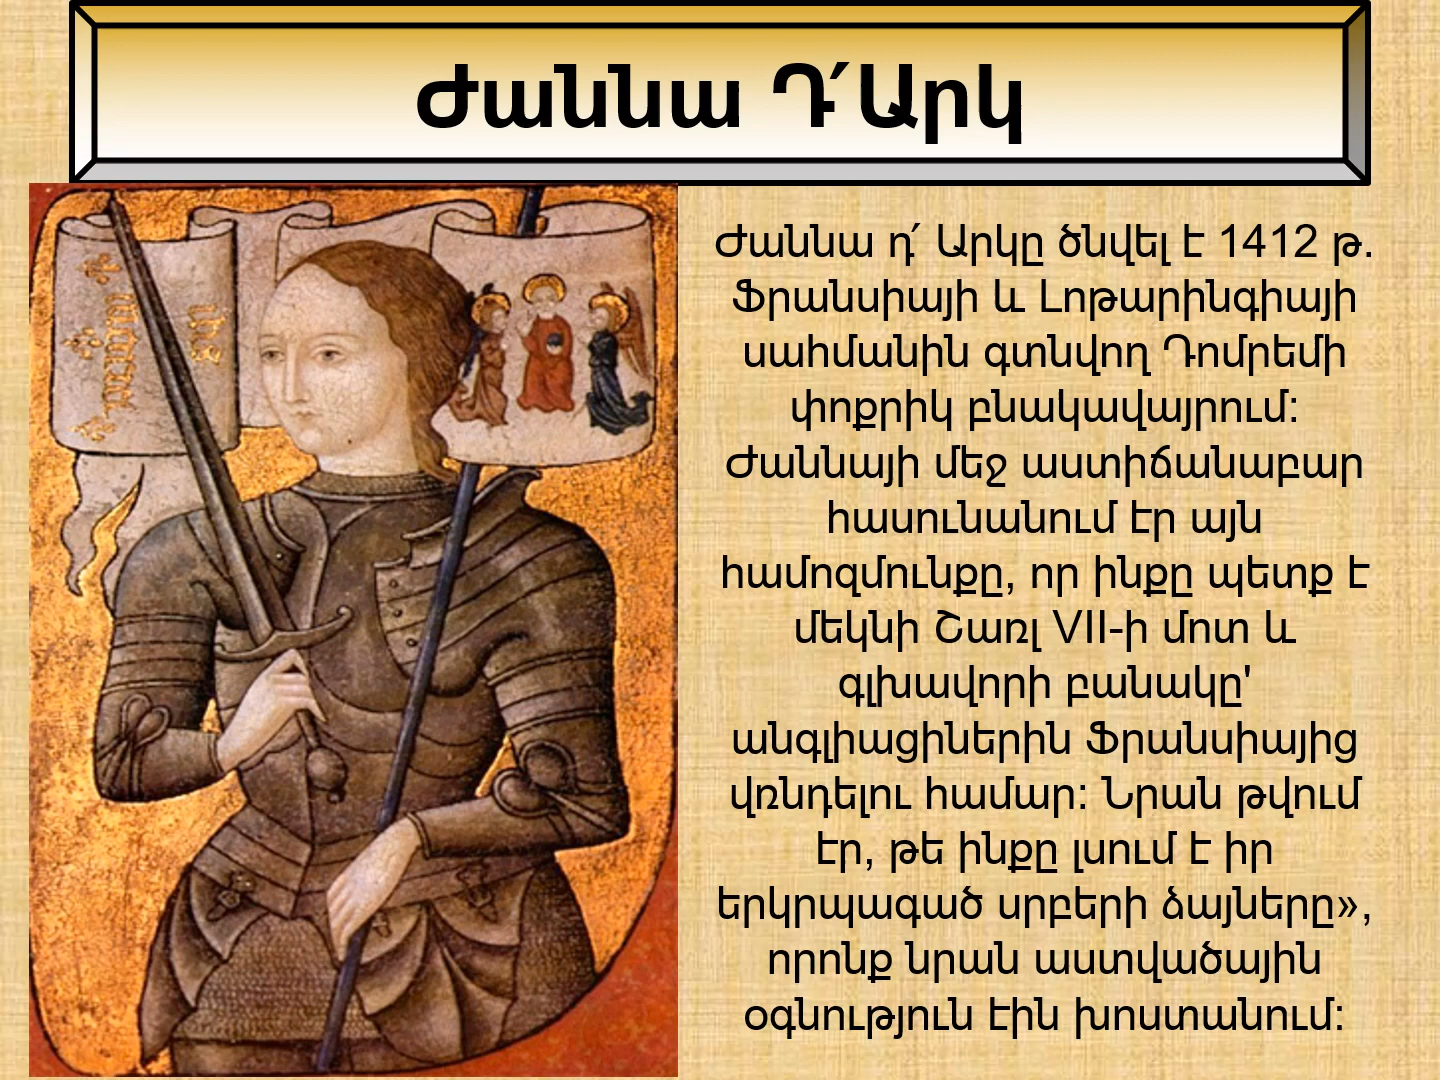 Ժաննա Դ՛Արկ
Ժաննա դ՛ Արկը ծնվել է 1412 թ.
Ֆրանսիայի և Լոթարինգիայի
սահմանին գտնվող Դոմրեմի
փոքրիկ բնակավայրում:
Ժաննայի մեջ աստիճանաբար
հասունանում էր այն
համոզմունքը, որ ինքը պետք է
մեկնի Շառլ VII-ի մոտ և
գլխավորի բանակը'
անգլիացիներին Ֆրանսիայից
վռնդելու համար: Նրան թվում
էր, թե ինքը լսում է իր
երկրպագած սրբերի ձայները»,
որոնք նրան աստվածային
օգնություն էին խոստանում: